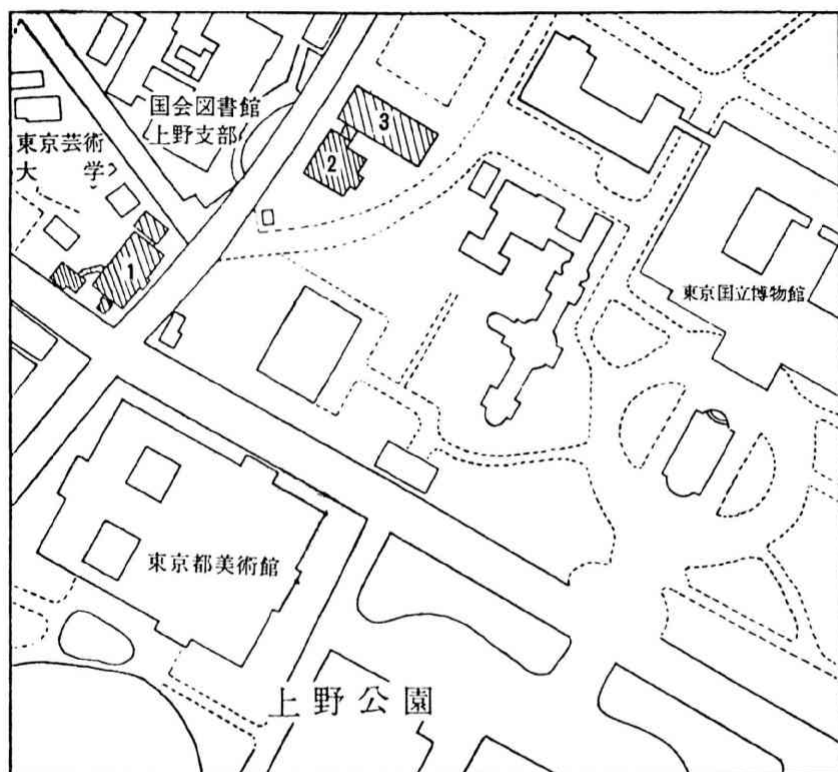 国会図書館
上野支部
東京芸術
大学
3
2
1
東京国立博物館
東京都美術館
上野公園